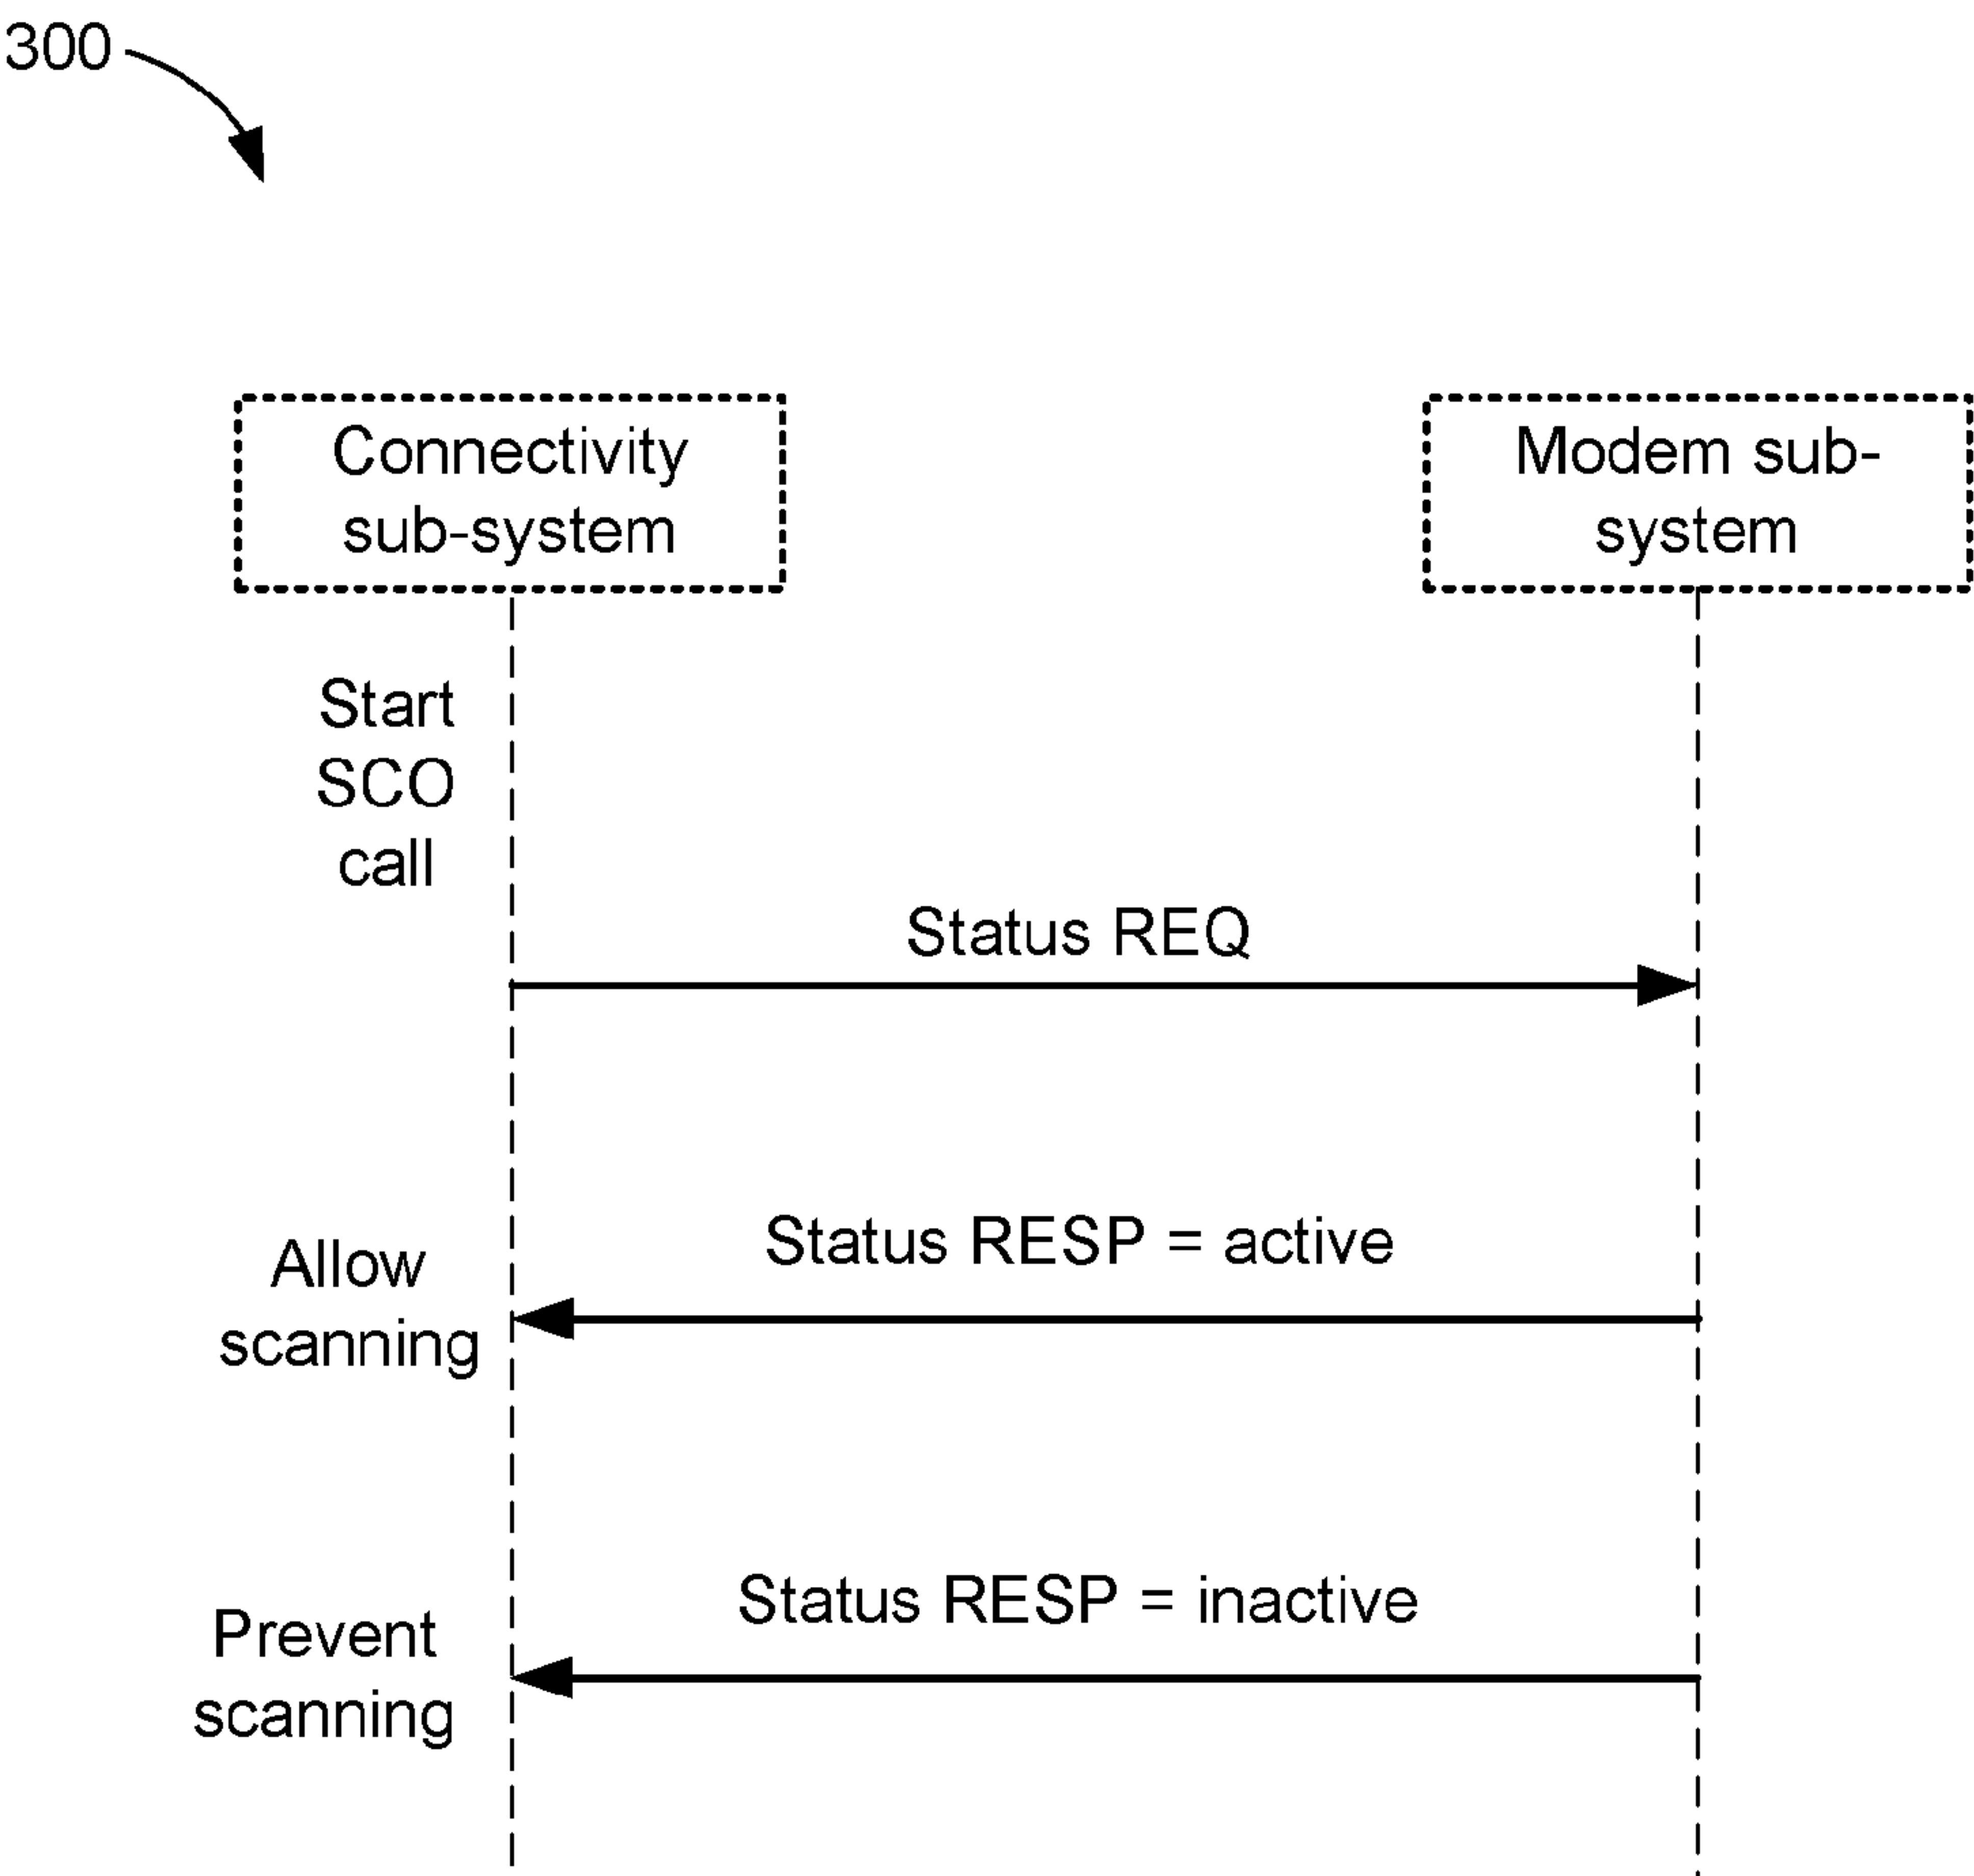 300
Connectivity
sub-system
Modem sub-
system
Start
SCO
call
Status REQ
Status RESP = active
Allow
scanning
Status RESP = inactive
Prevent
scanning